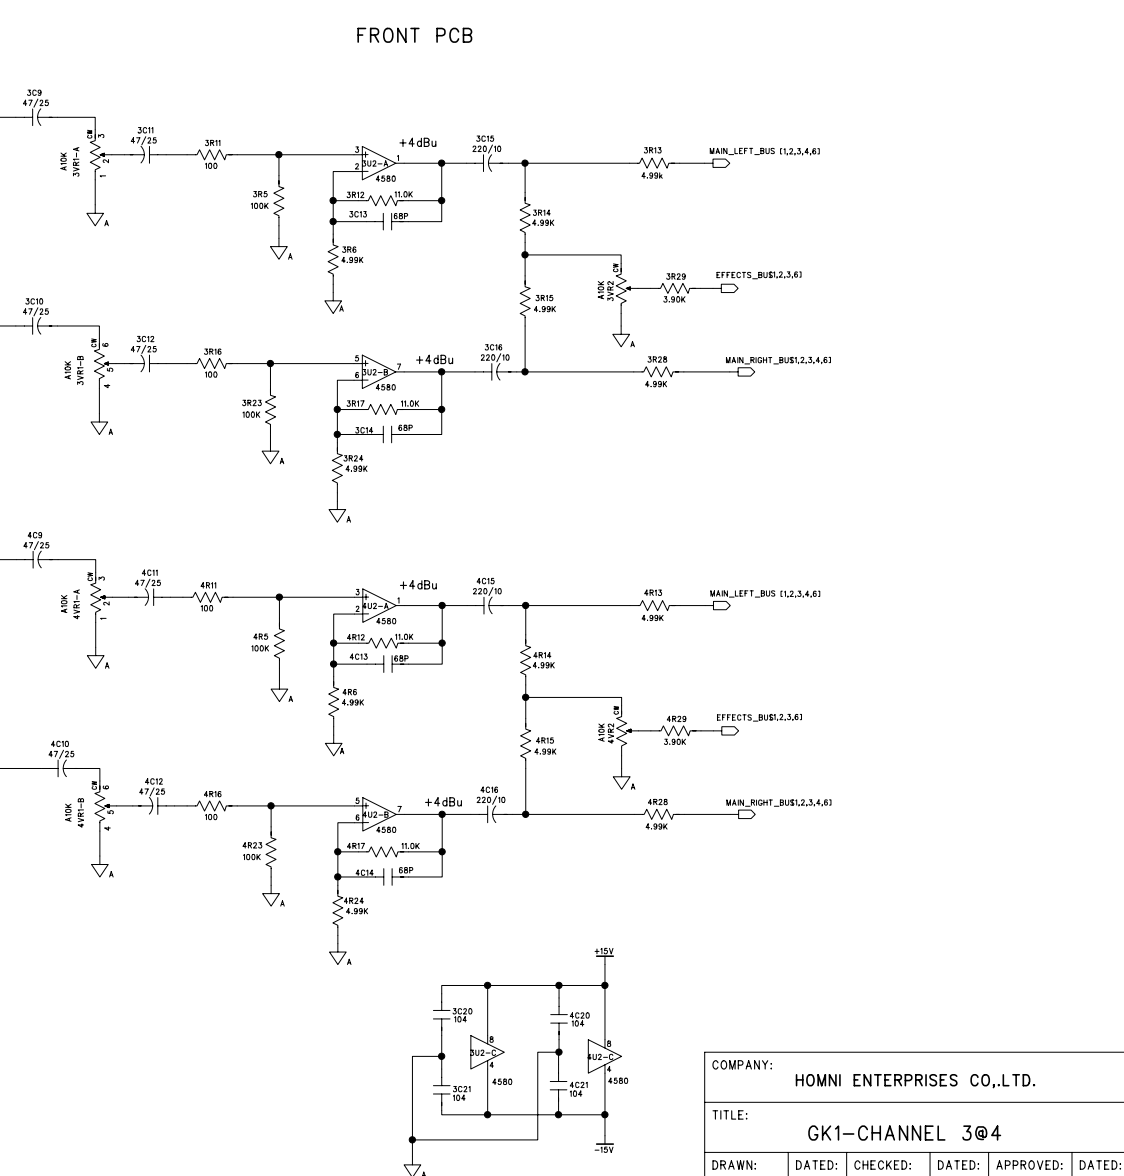 FRONT PCB
3C9
47/25
CW
3
2
1
A10K
3VR1-A
A
3C11
47/25
3R11
100
3R5
100K
A
+4dBu
3
+
2
1
3U2-A
4580
3R12
11.0K
3C13
68P
3R6
4.99K
A
3C15
220/10
3R13
4.99k
MAIN_LEFT_BUS [1,2,3,4,6]
3R14
4.99K
3R15
4.99K
CW
A10K
3VR2
A
3R29
3.90K
EFFECTS_BUS1,2,3,6]
3C10
47/25
CW
6
5
4
A10K
3VR1-B
A
3C12
47/25
3R16
100
3R23
100K
A
+4dBu
5
+
6
7
3U2-B
4580
3R17
11.0K
3C14
68P
3R24
4.99K
A
3C16
220/10
3R28
4.99K
MAIN_RIGHT_BUS1,2,3,4,6]
4C9
47/25
CW
3
2
1
A10K
4VR1-A
A
4C11
47/25
4R11
100
4R5
100K
A
+4dBu
3
+
2
1
4U2-A
4580
4R12
11.0K
4C13
68P
4R6
4.99K
A
4C15
220/10
4R13
4.99K
MAIN_LEFT_BUS [1,2,3,4,6]
4R14
4.99K
4R15
4.99K
CW
A10K
4VR2
A
4R29
3.90K
EFFECTS_BUS1,2,3,6]
4C10
47/25
CW
6
5
4
A10K
4VR1-B
A
4C12
47/25
4R16
100
4R23
100K
A
+4dBu
5
+
6
7
4U2-B
4580
4R17
11.0K
4C14
68P
4R24
4.99K
A
4C16
220/10
4R28
4.99K
MAIN_RIGHT_BUS1,2,3,4,6]
+15V
3C20
104
4C20
104
8
3U2-C
4
4580
8
4U2-C
4
4580
3C21
104
4C21
104
-15V
A
COMPANY:
HOMNI ENTERPRISES CO,.LTD.
TITLE:
GK1-CHANNEL 3@4
DRAWN: DATED: CHECKED: DATED: APPROVED: DATED: